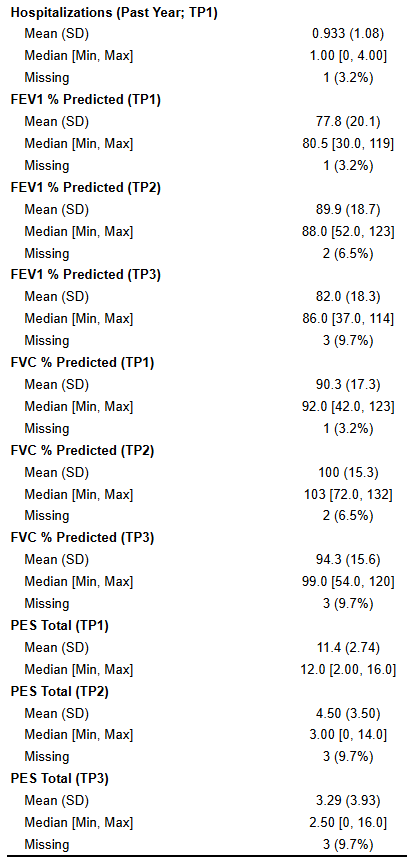 Hospitalizations (Past Year; TP1)
Mean (SD) 0.933 (1.08)
Median [Min, Max] 1.00 [0, 4.00]
Missing 1 (3.2%)
FEV1 % Predicted (TP1)
Mean (SD) 77.8 (20.1)
Median [Min, Max] 80.5 [30.0, 119]
Missing 1 (3.2%)
FEV1 % Predicted (TP2)
Mean (SD) 89.9 (18.7)
Median [Min, Max] 88.0 [52.0, 123]
Missing 2 (6.5%)
FEV1 % Predicted (TP3)
Mean (SD) 82.0 (18.3)
Median [Min, Max] 86.0 [37.0, 114]
Missing 3 (9.7%)
FVC % Predicted (TP1)
Mean (SD) 90.3 (17.3)
Median [Min, Max] 92.0 [42.0, 123]
Missing 1 (3.2%)
FVC % Predicted (TP2)
Mean (SD) 100 (15.3)
Median [Min, Max] 103 [72.0, 132]
Missing 2 (6.5%)
FVC % Predicted (TP3)
Mean (SD) 94.3 (15.6)
Median [Min, Max] 99.0 [54.0, 120]
Missing 3 (9.7%)
PES Total (TP1)
Mean (SD) 11.4 (2.74)
Median [Min, Max] 12.0 [2.00, 16.0]
PES Total (TP2)
Mean (SD) 4.50 (3.50)
Median [Min, Max] 3.00 [0, 14.0]
Missing 3 (9.7%)
PES Total (TP3)
Mean (SD) 3.29 (3.93)
Median [Min, Max] 2.50 [0, 16.0]
Missing 3 (9.7%)